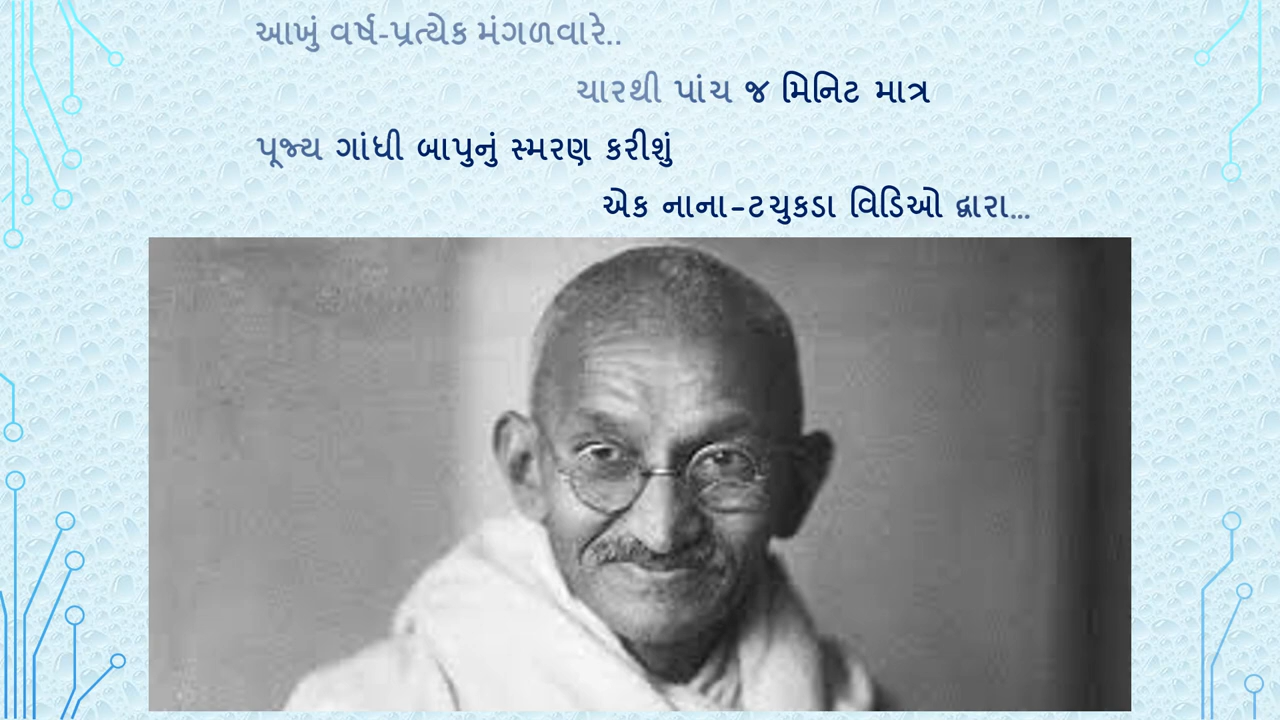 આખું વર્ષ-પ્રત્યેક મંગળવારે..
ચારથી પાંચ જ મિનિટ માત્ર
પૂજ્ય ગાંધી બાપુનું સ્મરણ કરીશું
એક નાના-ટચુકડા વિડિઓ દ્વારા...